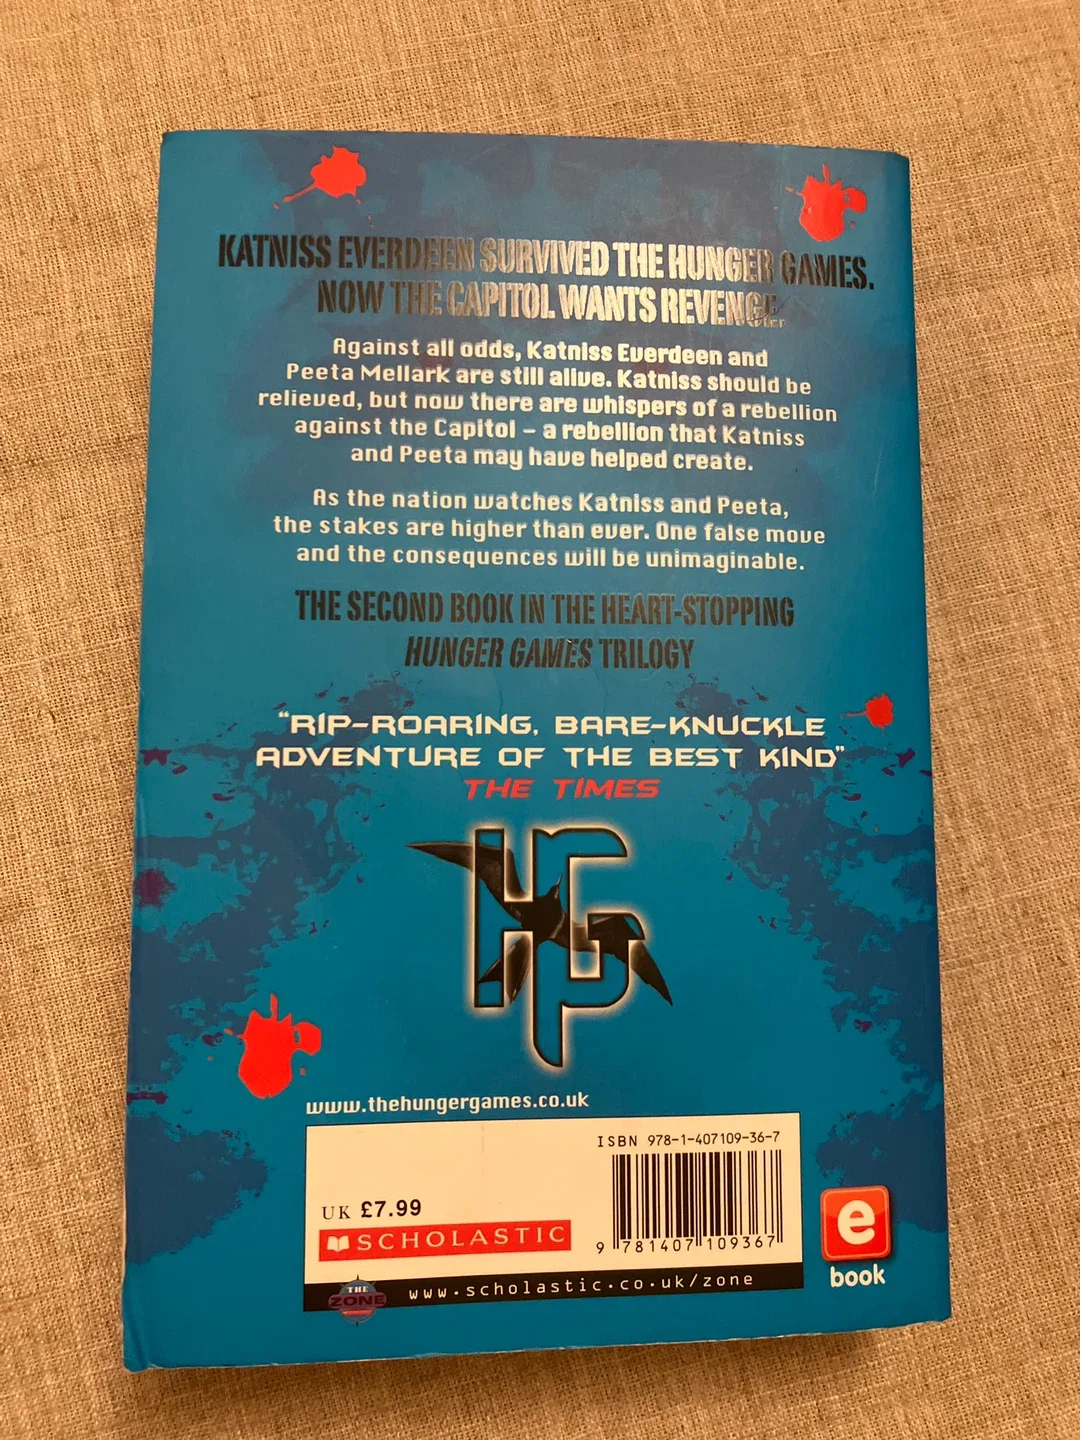 KATNISS EVERDEEN SURVIVED THE HUNGER GAMES.
NOW THE CAPITOL WANTS REVENGE.
Against all odds, Katniss Everdeen and
Peeta Mellark are still alive. Katniss should be
relieved, but now there are whispers of a rebellion
against the Capitol – a rebellion that Katniss
and Peeta may have helped create.
As the nation watches Katniss and Peeta,
the stakes are higher than ever. One false move
and the consequences will be unimaginable.
THE SECOND BOOK IN THE HEART-STOPPING
HUNGER GAMES TRILOGY
"RIP-ROARING, BARE-KNUCKLE
ADVENTURE OF THE BEST KIND"
THE TIMES
www.thehungergames.co.uk
ISBN 978-1-407109-36-7
UK £7.99
SCHOLASTIC
9 781407 109367
THE
ZONE
www.scholastic.co.uk/zone
e
book